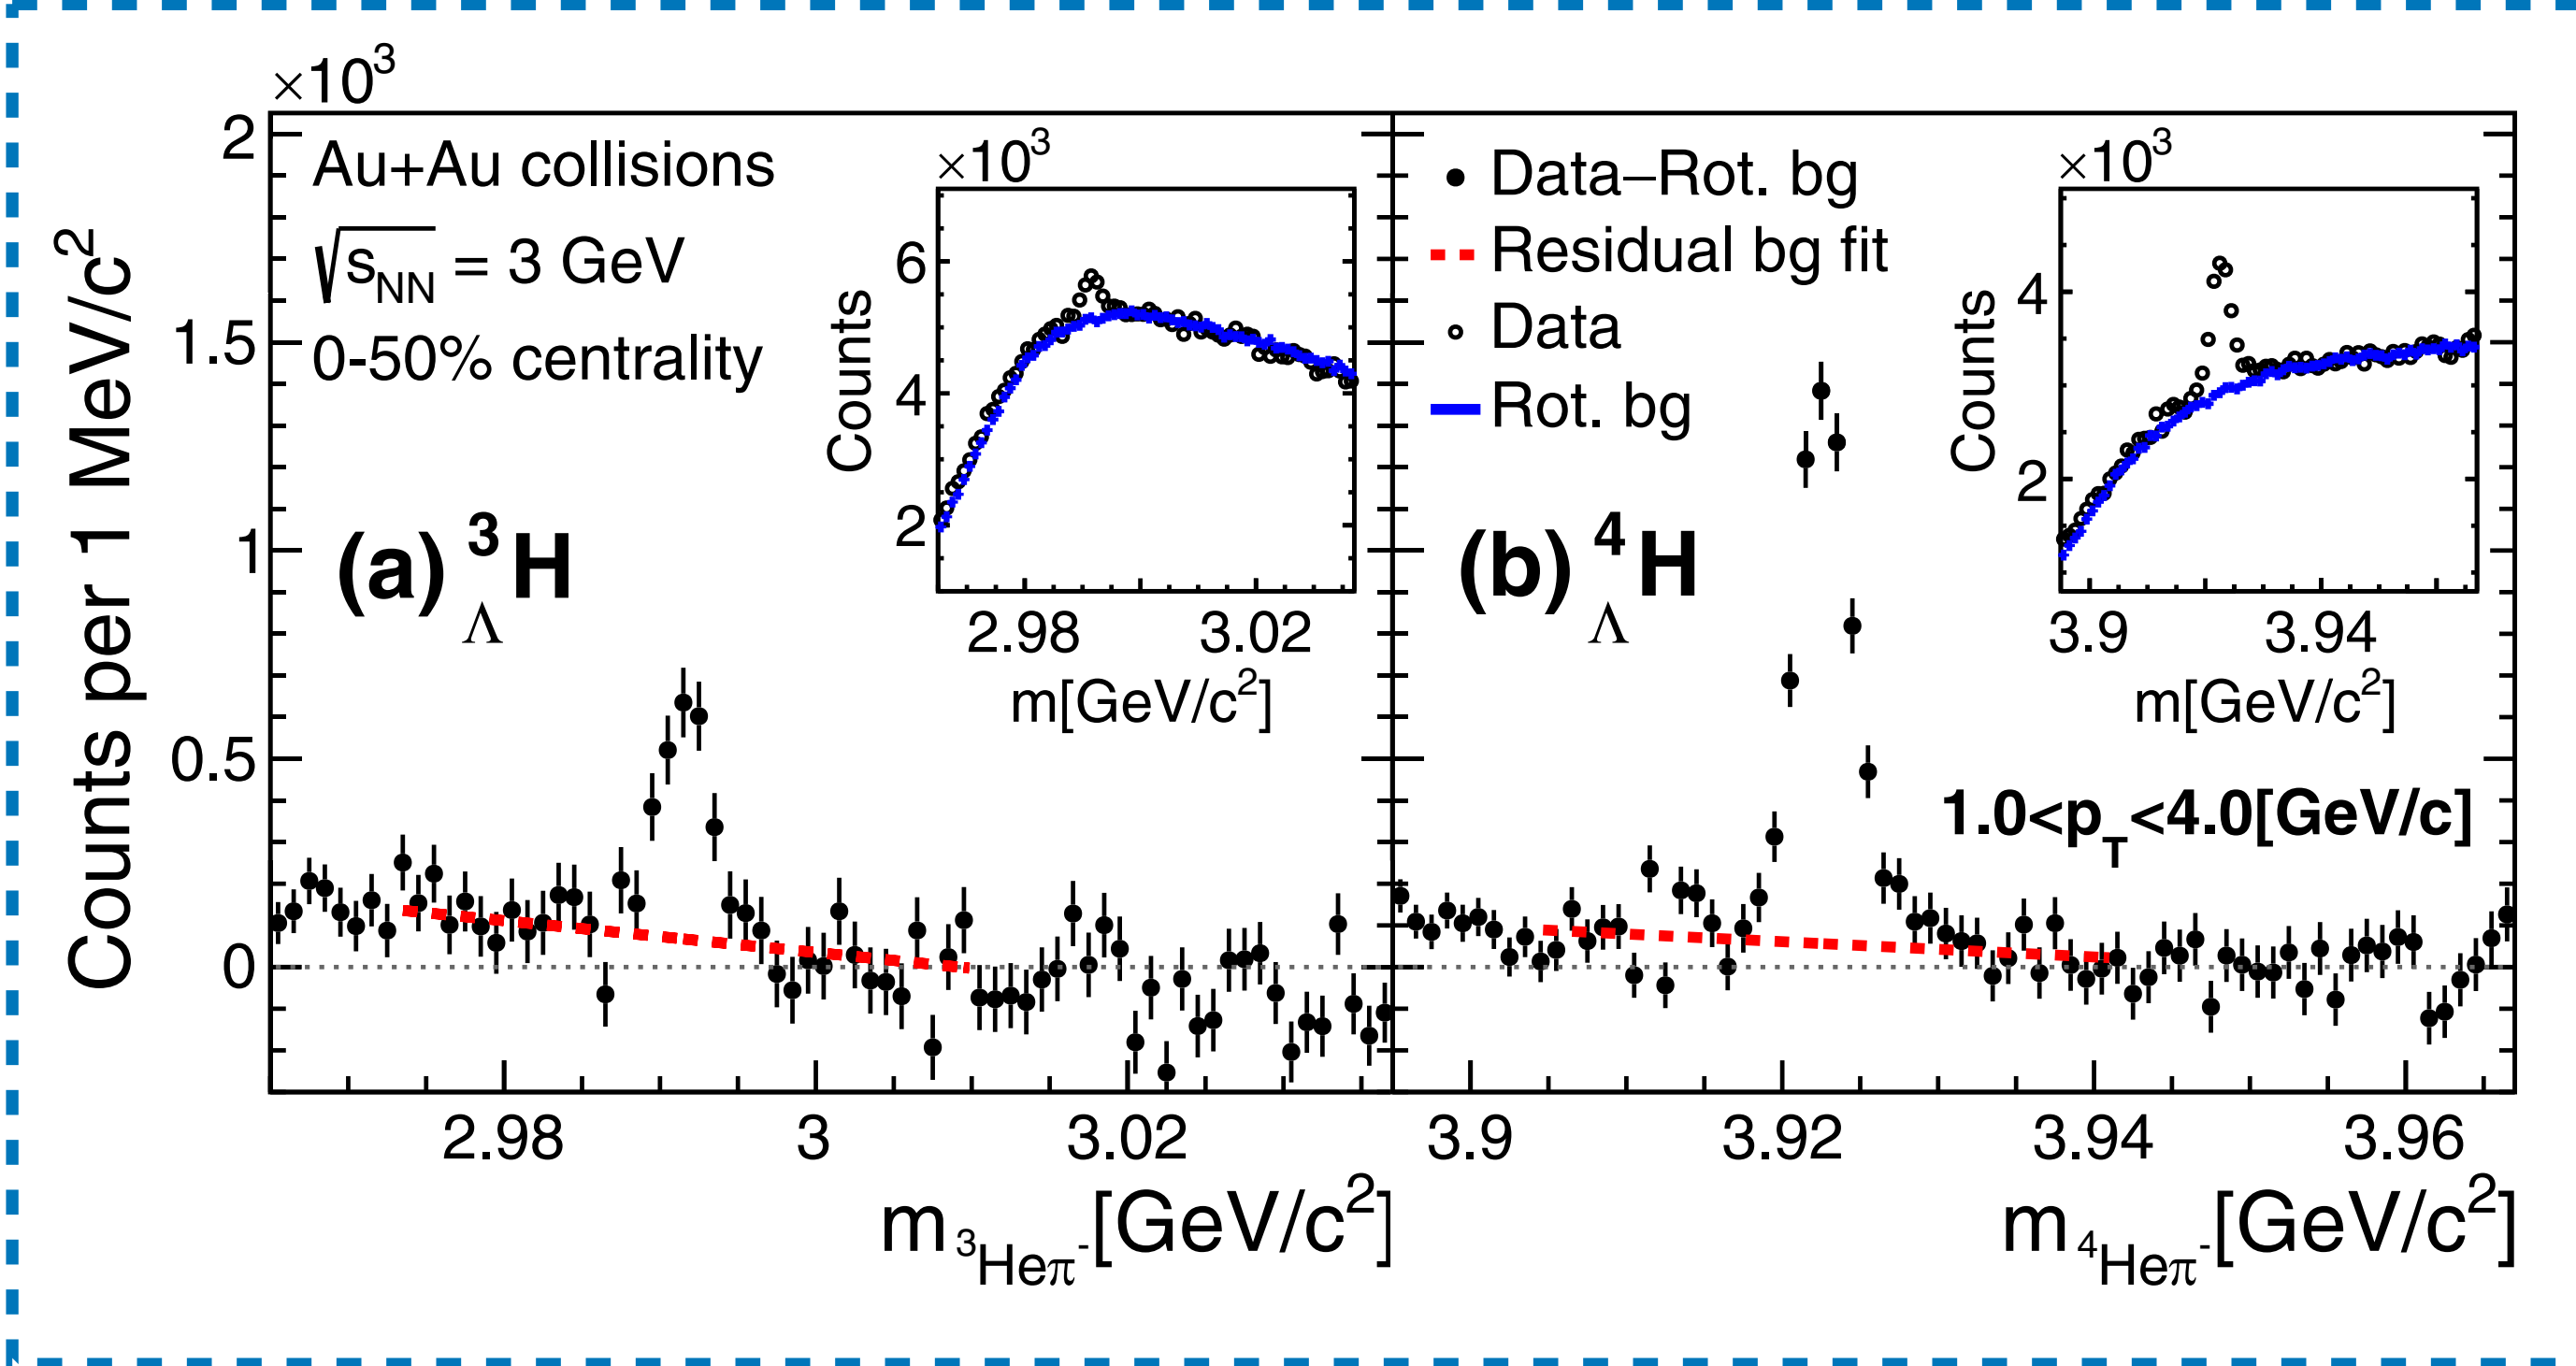 ×10³
2
1.5
1
0.5
0
Counts per 1 MeV/c²
Au+Au collisions
√sNN = 3 GeV
0-50% centrality
(a) ³ΛH
×10³
6
4
2
Counts
2.98 3.02
m[GeV/c²]
2.98 3 3.02
m³Heπ⁻[GeV/c²]
Data–Rot. bg
Residual bg fit
Data
Rot. bg
(b) ⁴ΛH
×10³
4
2
Counts
3.9 3.94
m[GeV/c²]
1.0<pT<4.0[GeV/c]
3.9 3.92 3.94 3.96
m⁴Heπ⁻[GeV/c²]